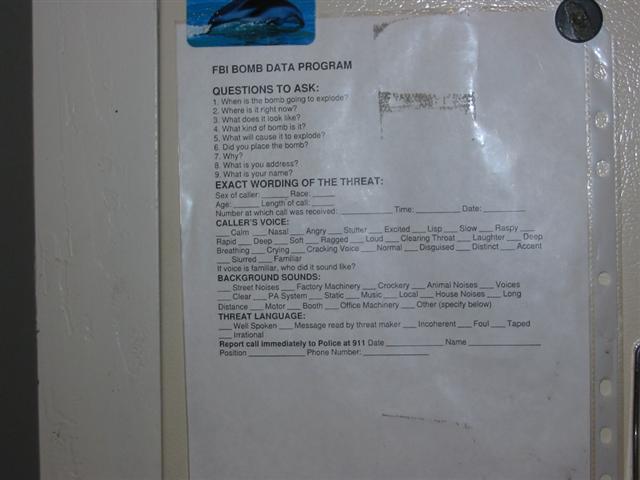 FBI BOMB DATA PROGRAM
QUESTIONS TO ASK:
1. When is the bomb going to explode?
2. Where is it right now?
3. What does it look like?
4. What kind of bomb is it?
5. What will cause it to explode?
6. Did you place the bomb?
7. Why?
8. What is you address?
9. What is your name?
EXACT WORDING OF THE THREAT:
Sex of caller: ______ Race: _____
Age: _____ Length of call: _____
Number at which call was received: ____________ Time: __________ Date: _________
CALLER'S VOICE:
___ Calm ___ Nasal ___ Angry ___ Stutter ___ Excited ___ Lisp ___ Slow ___ Raspy ___
Rapid ___ Deep ___ Soft ___ Ragged ___ Loud ___ Clearing Throat ___ Laughter ___ Deep
Breathing ___ Crying ___ Cracking Voice ___ Normal ___ Disguised ___ Distinct ___ Accent
___ Slurred ___ Familiar
If voice is familiar, who did it sound like?
BACKGROUND SOUNDS:
___ Street Noises ___ Factory Machinery ___ Crockery ___ Animal Noises ___ Voices
___ Clear ___ PA System ___ Static ___ Music ___ Local ___ House Noises ___ Long
Distance ___ Motor ___ Booth ___ Office Machinery ___ Other (specify below)
THREAT LANGUAGE:
___ Well Spoken ___ Message read by threat maker ___ Incoherent ___ Foul ___ Taped
___ Irrational
Report call immediately to Police at 911 Date __________ Name _______________
Position ____________ Phone Number: ______________